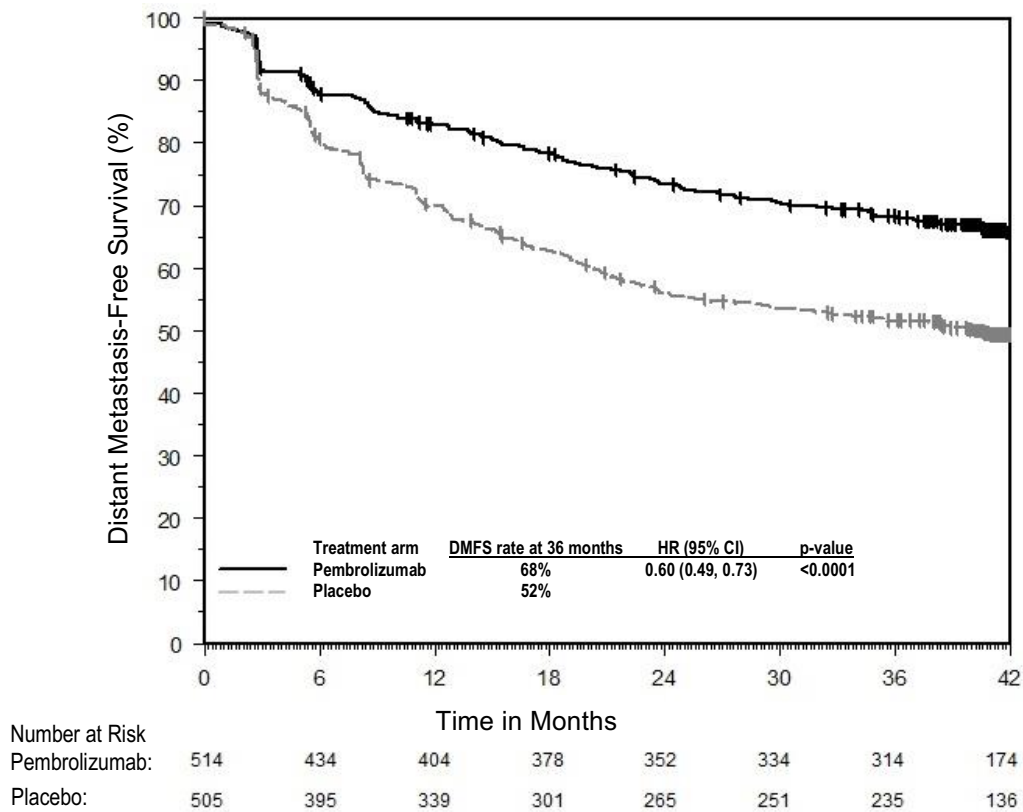 Distant Metastasis-Free Survival (%)
100
90
80
70
60
50
40
30
20
10
0
Treatment arm DMFS rate at 36 months HR (95% CI) p-value
Pembrolizumab 68% 0.60 (0.49, 0.73) <0.0001
Placebo 52%
0 6 12 18 24 30 36 42
Time in Months
Number at Risk
Pembrolizumab: 514 434 404 378 352 334 314 174
Placebo: 505 395 339 301 265 251 235 136